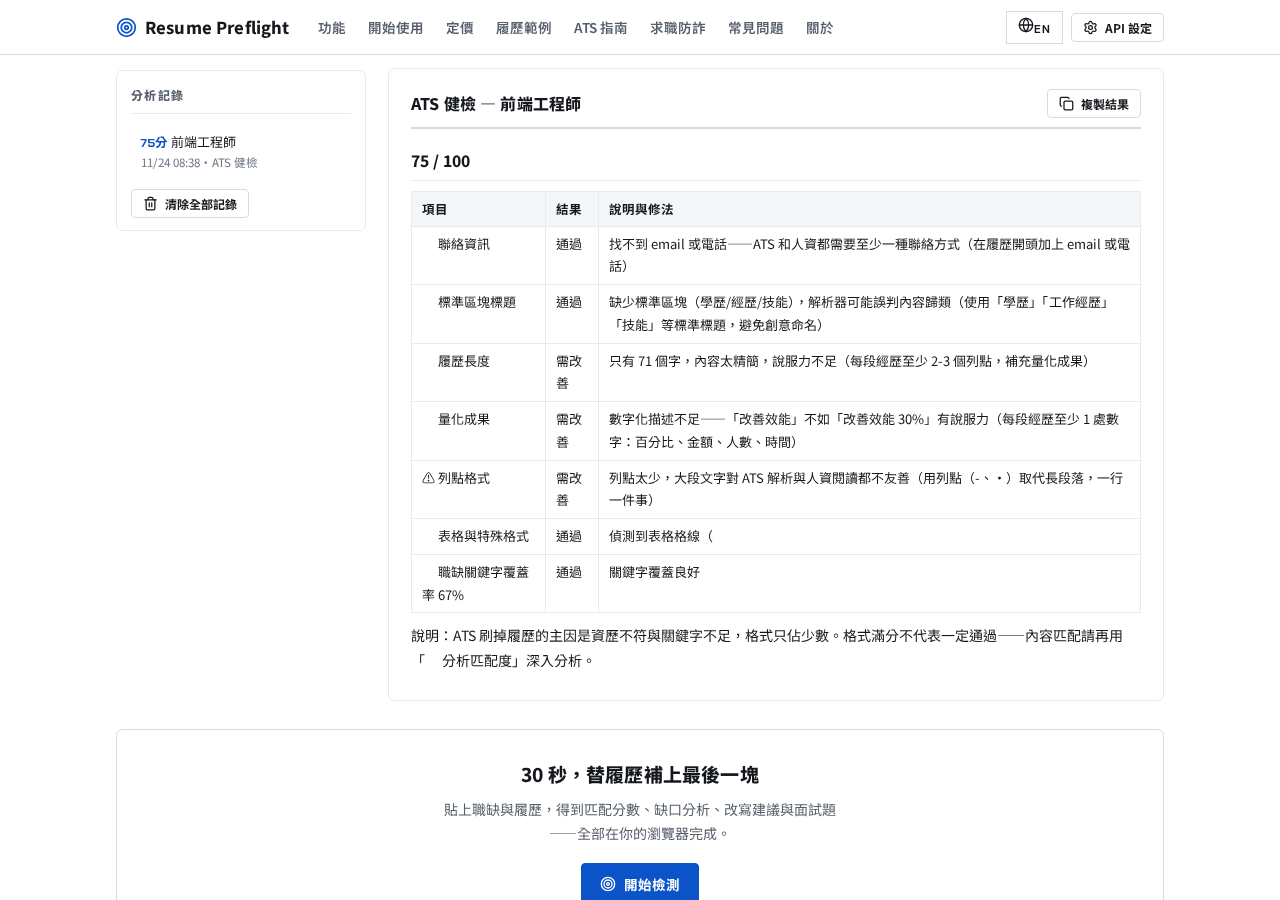 Resume Preflight 功能 開始使用 定價 履歷範例 ATS 指南 求職防詐 常見問題 關於 EN API 設定
分析記錄
75分 前端工程師
11/24 08:38・ATS 健檢
清除全部記錄
ATS 健檢 — 前端工程師
複製結果
75 / 100
項目 結果 說明與修法
聯絡資訊 通過 找不到 email 或電話——ATS 和人資都需要至少一種聯絡方式（在履歷開頭加上 email 或電
話）
標準區塊標題 通過 缺少標準區塊（學歷/經歷/技能），解析器可能誤判內容歸類（使用「學歷」「工作經歷」
「技能」等標準標題，避免創意命名）
履歷長度 需改
善 只有 71 個字，內容太精簡，說服力不足（每段經歷至少 2-3 個列點，補充量化成果）
量化成果 需改
善 數字化描述不足——「改善效能」不如「改善效能 30%」有說服力（每段經歷至少 1 處數
字：百分比、金額、人數、時間）
⚠ 列點格式 需改
善 列點太少，大段文字對 ATS 解析與人資閱讀都不友善（用列點（-、•）取代長段落，一行
一件事）
表格與特殊格式 通過 偵測到表格格線（
職缺關鍵字覆蓋
率 67% 通過 關鍵字覆蓋良好
說明：ATS 刷掉履歷的主因是資歷不符與關鍵字不足，格式只佔少數。格式滿分不代表一定通過——內容匹配請再用
「 分析匹配度」深入分析。
30 秒，替履歷補上最後一塊
貼上職缺與履歷，得到匹配分數、缺口分析、改寫建議與面試題
——全部在你的瀏覽器完成。
開始檢測